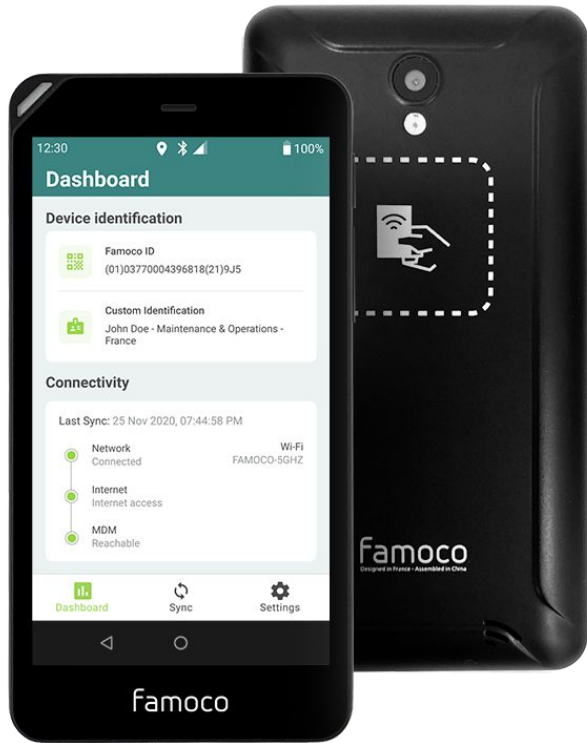 12:30
100%
Dashboard
Device identification
Famoco ID
(01)03770004396818(21)9J5
Custom Identification
John Doe - Maintenance & Operations -
France
Connectivity
Last Sync: 25 Nov 2020, 07:44:58 PM
Network
Wi-Fi
Connected
FAMOCO-5GHZ
Internet
Internet access
MDM
Reachable
Dashboard
Sync
Settings
Famoco
Famoco
Designed in France - Assembled in China